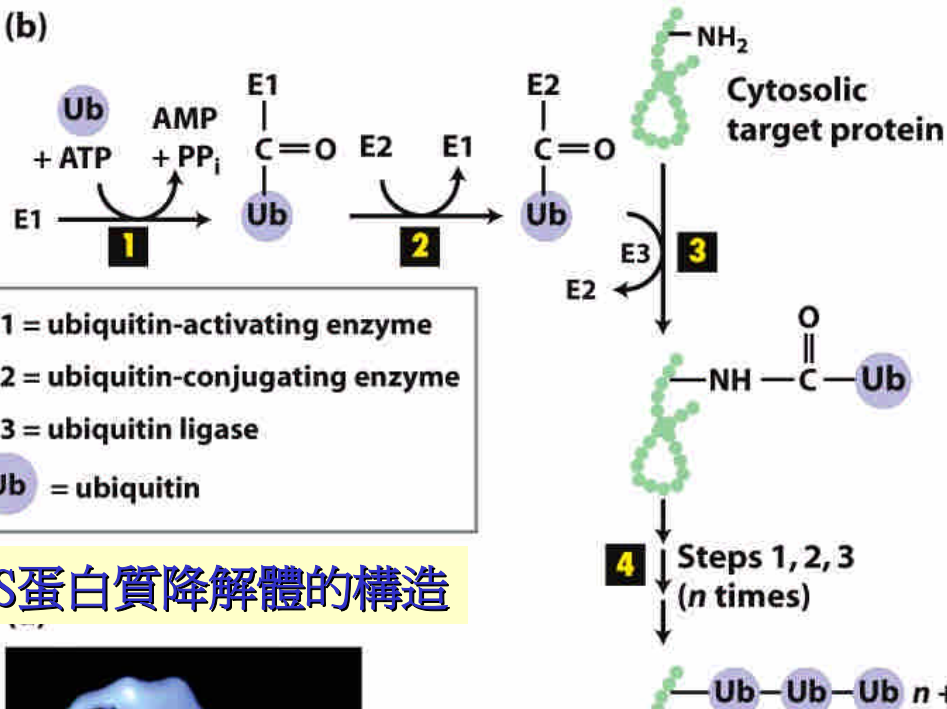 (b)
NH2
Cytosolic
target protein
Ub
+ ATP
AMP
+ PPi
E1
E1
C=O
Ub
1
E2
E1
2
E2
C=O
Ub
E3
E2
3
1 = ubiquitin-activating enzyme
2 = ubiquitin-conjugating enzyme
3 = ubiquitin ligase
Ub = ubiquitin
O
NH—C—Ub
4
Steps 1, 2, 3
(n times)
S蛋白質降解體的構造
Ub—Ub—Ub n +